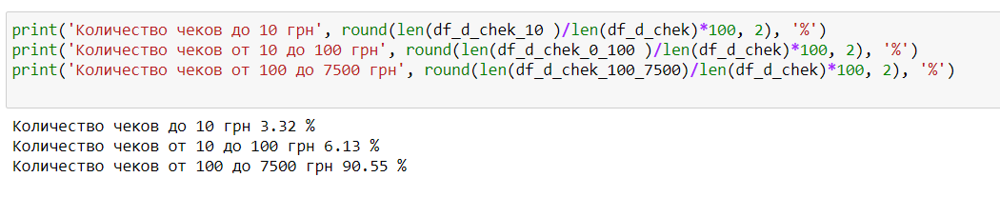 print('Количество чеков до 10 грн', round(len(df_d_chek_10 )/len(df_d_chek)*100, 2), '%')
print('Количество чеков от 10 до 100 грн', round(len(df_d_chek_0_100 )/len(df_d_chek)*100, 2), '%')
print('Количество чеков от 100 до 7500 грн', round(len(df_d_chek_100_7500)/len(df_d_chek)*100, 2), '%')
Количество чеков до 10 грн 3.32 %
Количество чеков от 10 до 100 грн 6.13 %
Количество чеков от 100 до 7500 грн 90.55 %